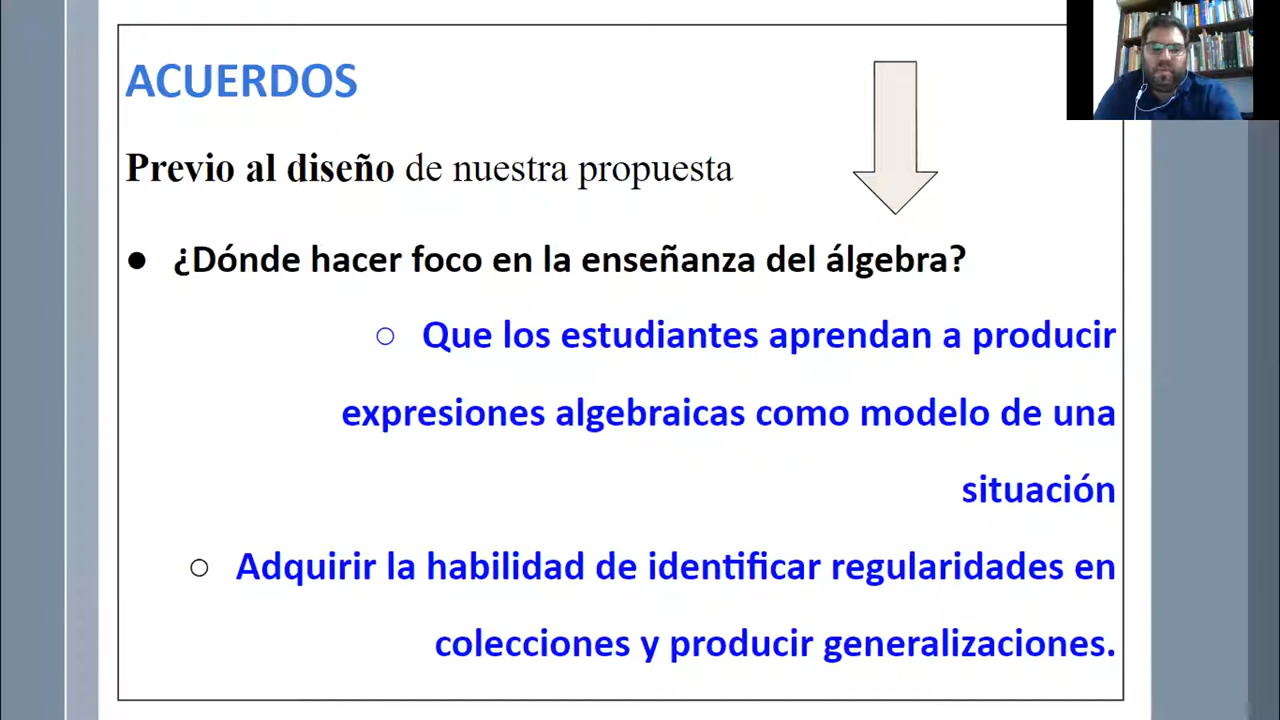 ACUERDOS
Previo al diseño de nuestra propuesta
● ¿Dónde hacer foco en la enseñanza del álgebra?
○ Que los estudiantes aprendan a producir
expresiones algebraicas como modelo de una
situación
○ Adquirir la habilidad de identificar regularidades en
colecciones y producir generalizaciones.